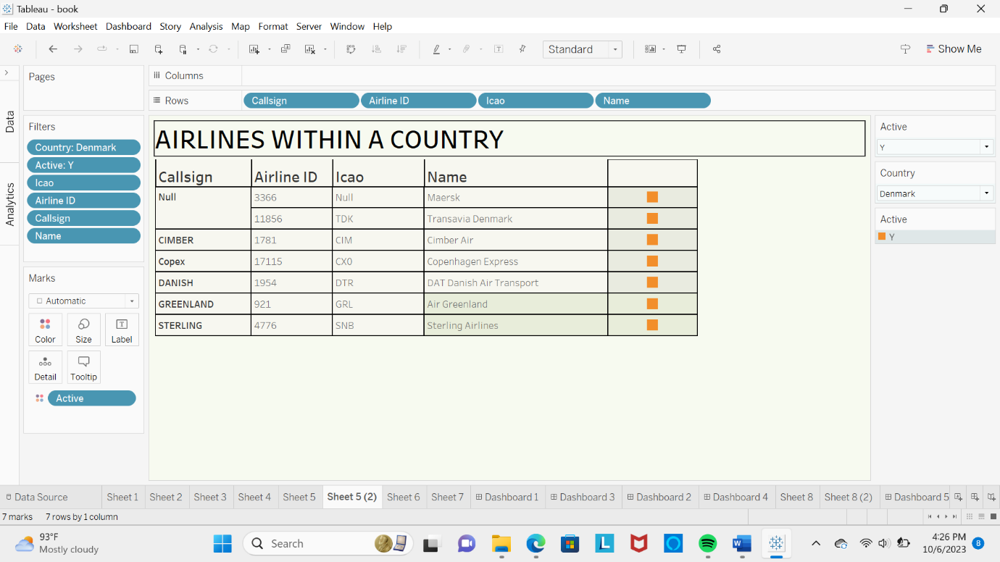 Tableau - book
File Data Worksheet Dashboard Story Analysis Map Format Server Window Help
Standard
Show Me
Pages
Columns
Rows Callsign Airline ID Icao Name
Data
Analytics
Filters
Country: Denmark
Active: Y
Icao
Airline ID
Callsign
Name
Marks
Automatic
Color Size Label
Detail Tooltip
Active
AIRLINES WITHIN A COUNTRY
Callsign Airline ID Icao Name
Null 3366 Null Maersk
11856 TDK Transavia Denmark
CIMBER 1781 CIM Cimber Air
Copex 17115 CX0 Copenhagen Express
DANISH 1954 DTR DAT Danish Air Transport
GREENLAND 921 GRL Air Greenland
STERLING 4776 SNB Sterling Airlines
Active
Y
Country
Denmark
Active
Y
Data Source Sheet 1 Sheet 2 Sheet 3 Sheet 4 Sheet 5 Sheet 5 (2) Sheet 6 Sheet 7 Dashboard 1 Dashboard 3 Dashboard 2 Dashboard 4 Sheet 8 Sheet 8 (2) Dashboard 5
7 marks 7 rows by 1 column
93°F
Mostly cloudy
Search
4:26 PM
10/6/2023
8